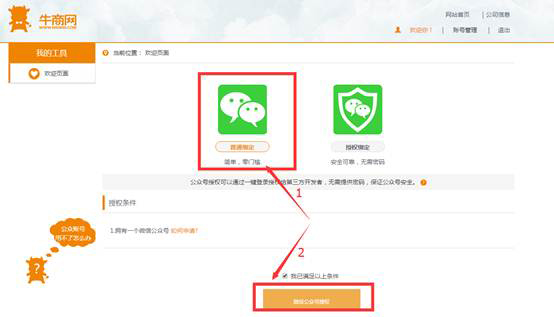 牛商网
网站首页 | 公司信息
欢迎你！ | 账号管理 | 退出
我的工具
欢迎页面
当前位置： 欢迎页面
普通绑定
授权绑定
简单，零门槛
安全可靠，无需密码
公众号授权可以通过一键登录授权给第三方开发者，无需提供密码，保证公众号安全。
1
授权条件
1.拥有一个微信公众号 如何申请?
公众账号
用不了怎么办
2
我已满足以上条件
微信公众号授权